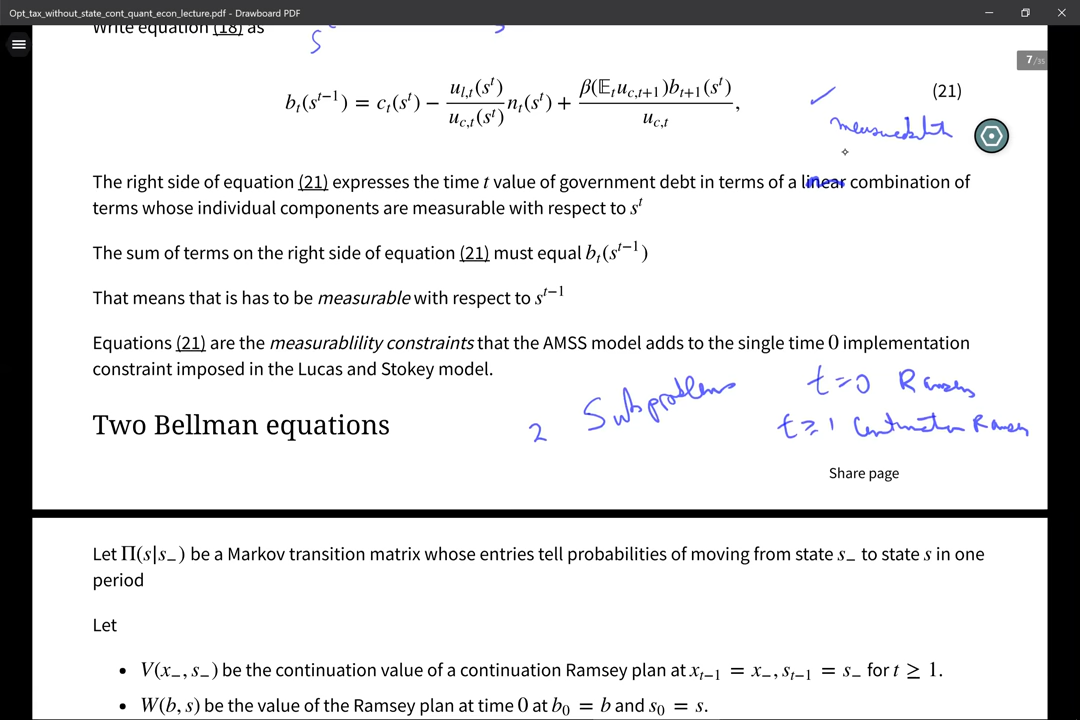 Opt_tax_without_state_cont_quant_econ_lecture.pdf - Drawboard PDF
Write equation (18) as
7/35
b_t(s^{t−1}) = c_t(s^t) − \frac{u_{l,t}(s^t)}{u_{c,t}(s^t)} n_t(s^t) + \frac{β(𝔼_t u_{c,t+1})b_{t+1}(s^t)}{u_{c,t}}, (21)
The right side of equation (21) expresses the time t value of government debt in terms of a linear combination of
terms whose individual components are measurable with respect to s^t
The sum of terms on the right side of equation (21) must equal b_t(s^{t−1})
That means that is has to be measurable with respect to s^{t−1}
Equations (21) are the measurablility constraints that the AMSS model adds to the single time 0 implementation
constraint imposed in the Lucas and Stokey model.
2 Subproblems
t=0 Ramsey
t≥1 Continuation Ramsey
Two Bellman equations
Share page
Let Π(s|s_−) be a Markov transition matrix whose entries tell probabilities of moving from state s_− to state s in one
period
Let
• V(x_−, s_−) be the continuation value of a continuation Ramsey plan at x_{t−1} = x_−, s_{t−1} = s_− for t ≥ 1.
• W(b, s) be the value of the Ramsey plan at time 0 at b_0 = b and s_0 = s.